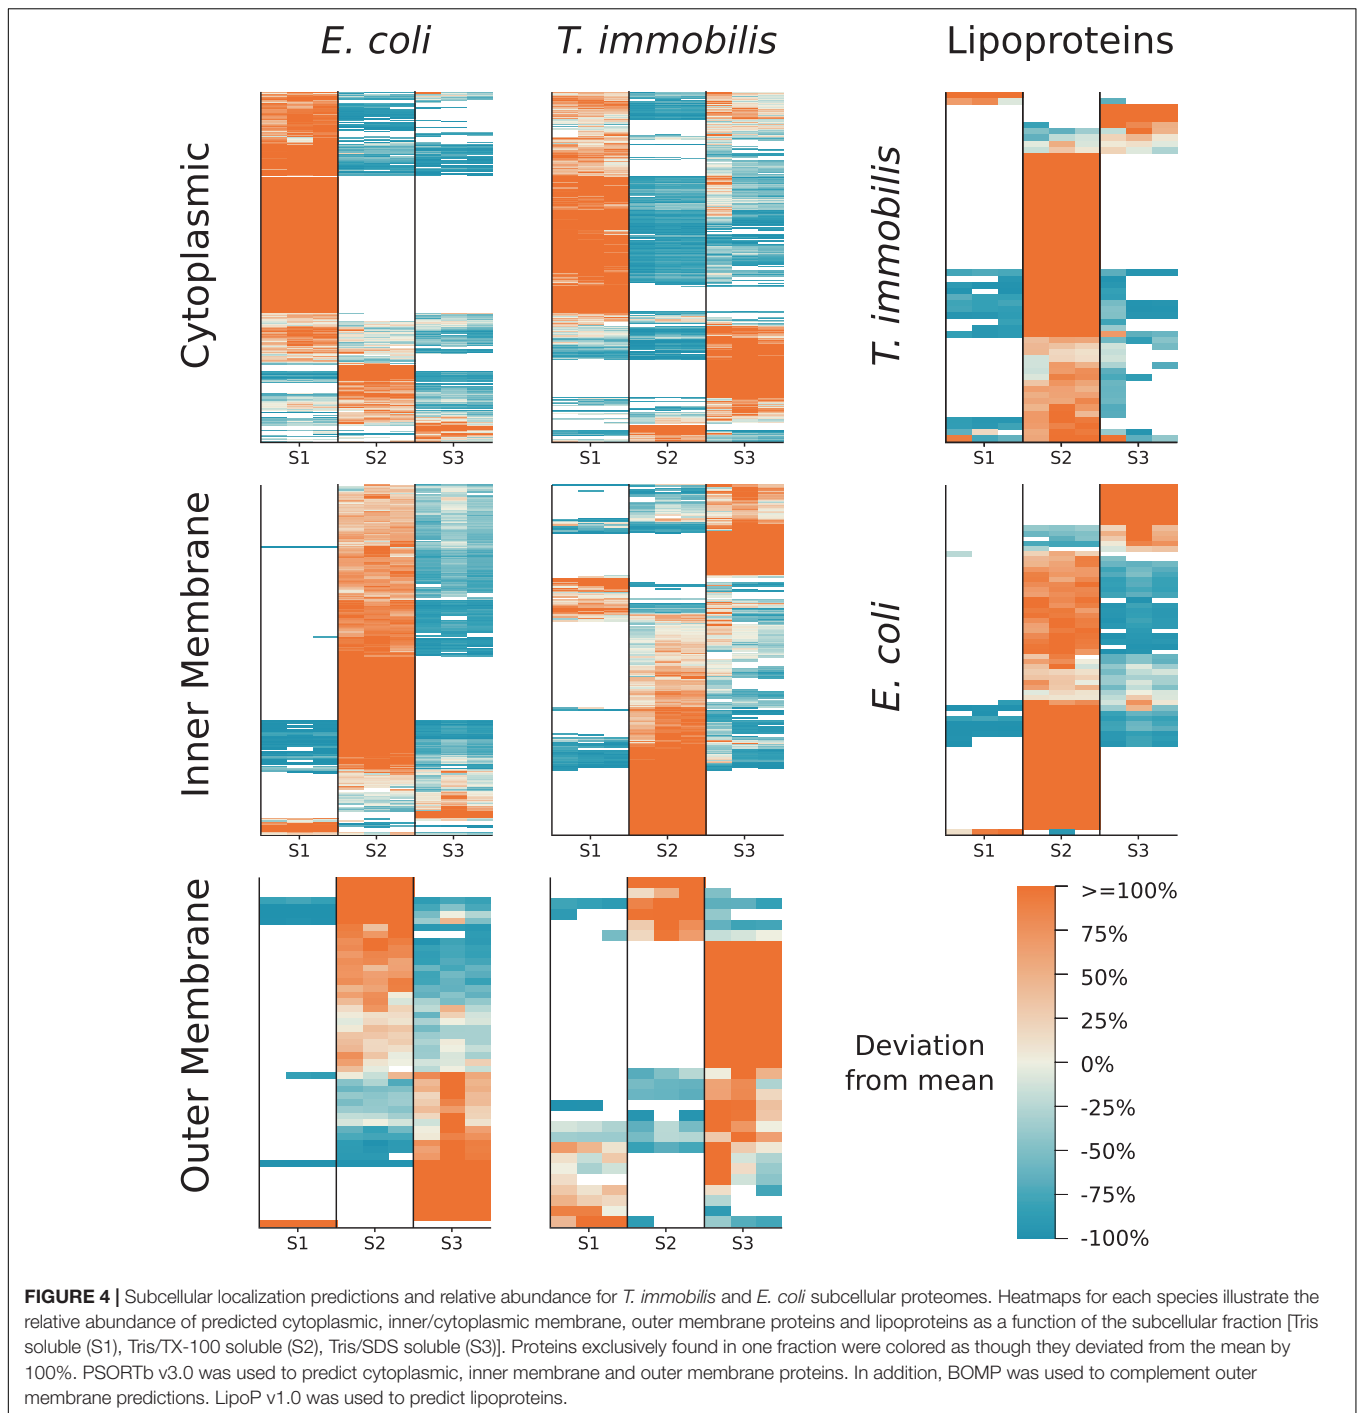 E. coli
T. immobilis
Lipoproteins
Cytoplasmic
T. immobilis
S1 S2 S3
S1 S2 S3
S1 S2 S3
Inner Membrane
E. coli
S1 S2 S3
S1 S2 S3
S1 S2 S3
Outer Membrane
S1 S2 S3
S1 S2 S3
Deviation
from mean
>=100%
75%
50%
25%
0%
-25%
-50%
-75%
-100%
FIGURE 4 | Subcellular localization predictions and relative abundance for T. immobilis and E. coli subcellular proteomes. Heatmaps for each species illustrate the
relative abundance of predicted cytoplasmic, inner/cytoplasmic membrane, outer membrane proteins and lipoproteins as a function of the subcellular fraction [Tris
soluble (S1), Tris/TX-100 soluble (S2), Tris/SDS soluble (S3)]. Proteins exclusively found in one fraction were colored as though they deviated from the mean by
100%. PSORTb v3.0 was used to predict cytoplasmic, inner membrane and outer membrane proteins. In addition, BOMP was used to complement outer
membrane predictions. LipoP v1.0 was used to predict lipoproteins.